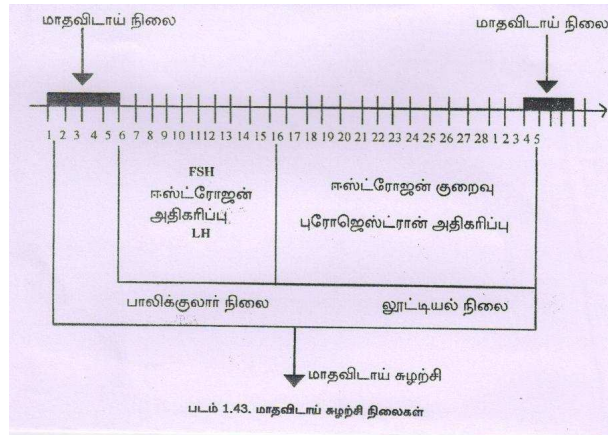 மாதவிடாய் நிலை
மாதவிடாய் நிலை
1 2 3 4 5 6 7 8 9 10 11 12 13 14 15 16 17 18 19 20 21 22 23 24 25 26 27 28 1 2 3 4 5
FSH
ஈஸ்ட்ரோஜன்
அதிகரிப்பு
LH
ஈஸ்ட்ரோஜன் குறைவு
புரோஜெஸ்ட்ரான் அதிகரிப்பு
பாலிக்குலார் நிலை
லூட்டியல் நிலை
மாதவிடாய் சுழற்சி
படம் 1.43. மாதவிடாய் சுழற்சி நிலைகள்